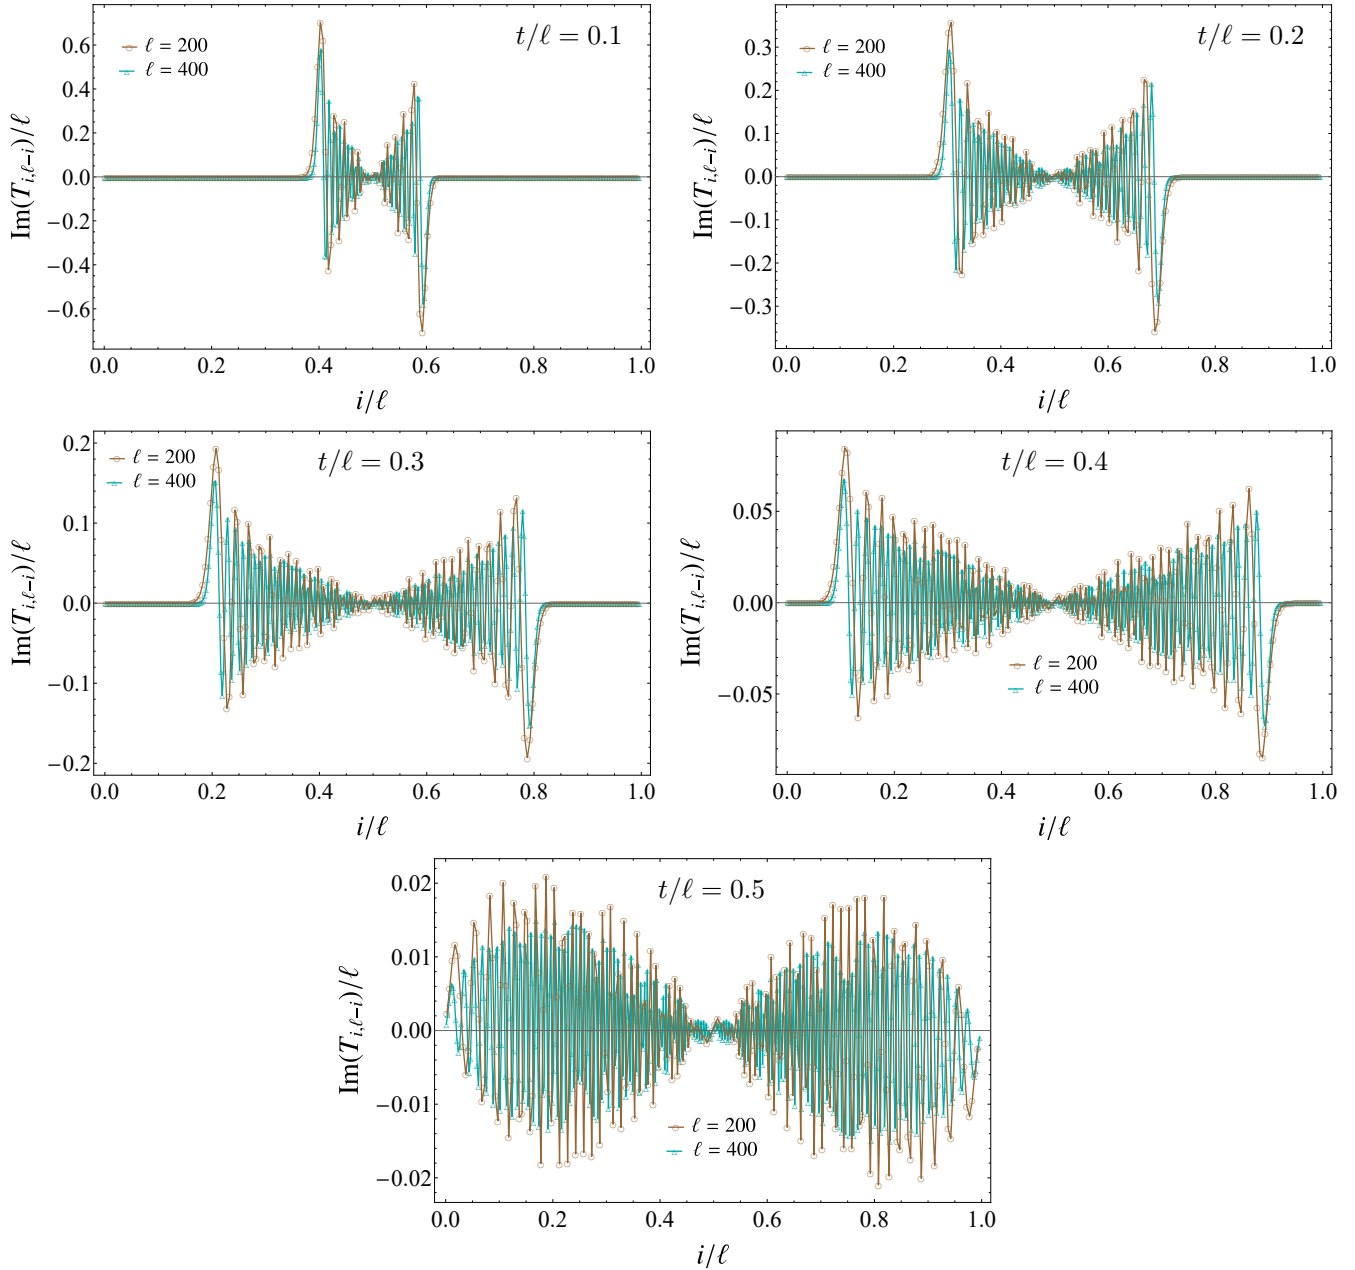 t/ℓ = 0.1
ℓ = 200
ℓ = 400
Im(T_{i,ℓ−i})/ℓ
0.6
0.4
0.2
0.0
−0.2
−0.4
−0.6
0.0 0.2 0.4 0.6 0.8 1.0
i/ℓ
t/ℓ = 0.2
ℓ = 200
ℓ = 400
Im(T_{i,ℓ−i})/ℓ
0.3
0.2
0.1
0.0
−0.1
−0.2
−0.3
0.0 0.2 0.4 0.6 0.8 1.0
i/ℓ
t/ℓ = 0.3
ℓ = 200
ℓ = 400
Im(T_{i,ℓ−i})/ℓ
0.2
0.1
0.0
−0.1
−0.2
0.0 0.2 0.4 0.6 0.8 1.0
i/ℓ
t/ℓ = 0.4
Im(T_{i,ℓ−i})/ℓ
0.05
0.00
−0.05
ℓ = 200
ℓ = 400
0.0 0.2 0.4 0.6 0.8 1.0
i/ℓ
t/ℓ = 0.5
Im(T_{i,ℓ−i})/ℓ
0.02
0.01
0.00
−0.01
−0.02
ℓ = 200
ℓ = 400
0.0 0.2 0.4 0.6 0.8 1.0
i/ℓ